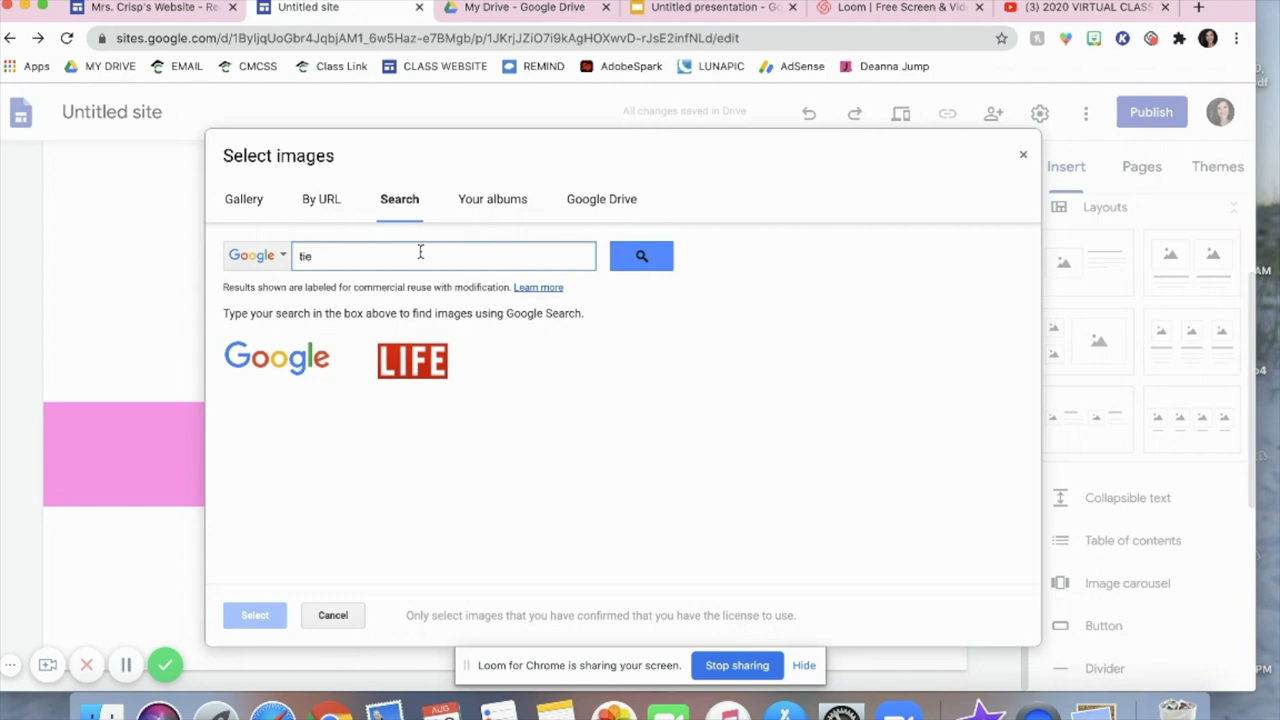 Mrs. Crisp's Website - Re
Untitled site
My Drive - Google Drive
Untitled presentation - Go
Loom | Free Screen & Vide
(3) 2020 VIRTUAL CLASS
sites.google.com/d/1ByljqUoGbr4JqbjAM1_6w5Haz-e7BMgb/p/1JKrjJZiO7i9kAgHOXwvD-rJsE2infNLd/edit
Apps
MY DRIVE
EMAIL
CMCSS
Class Link
CLASS WEBSITE
REMIND
AdobeSpark
LUNAPIC
AdSense
Deanna Jump
Untitled site
All changes saved in Drive
Publish
Select images
Insert
Pages
Themes
Gallery
By URL
Search
Your albums
Google Drive
Layouts
Google
tie
Results shown are labeled for commercial reuse with modification. Learn more
Type your search in the box above to find images using Google Search.
Google
LIFE
Collapsible text
Table of contents
Image carousel
Button
Divider
Select
Cancel
Only select images that you have confirmed that you have the license to use.
Loom for Chrome is sharing your screen.
Stop sharing
Hide
AUG